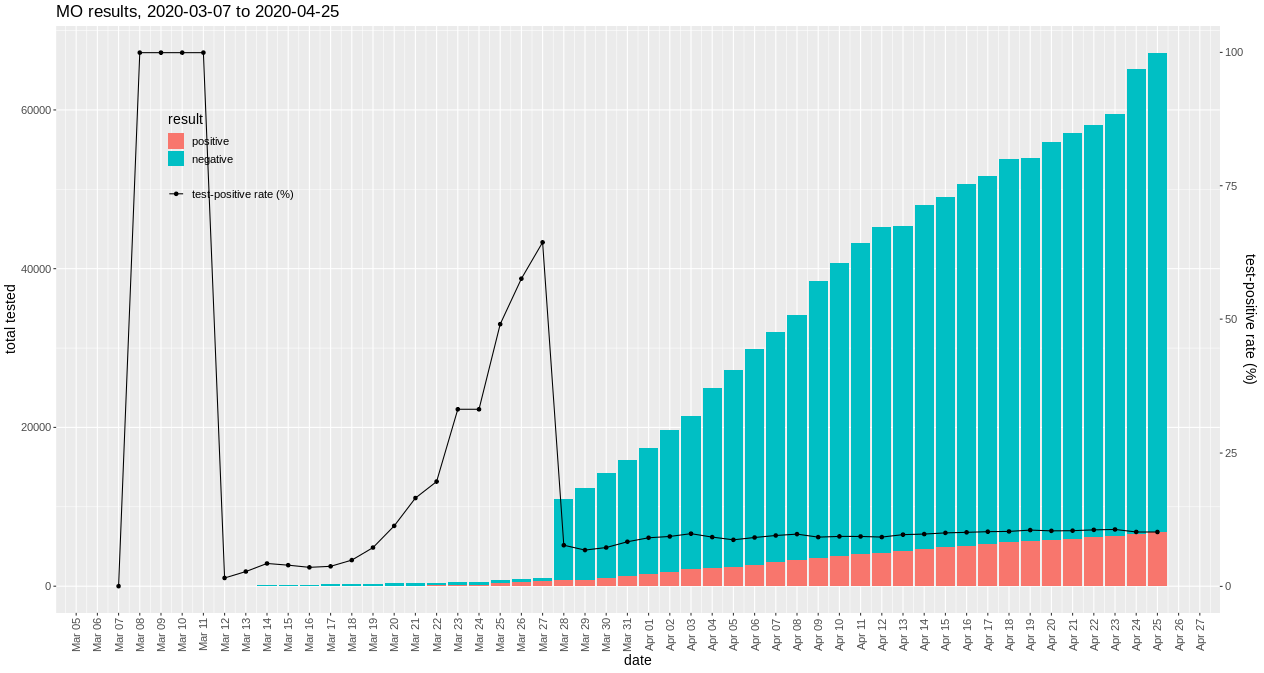 MO results, 2020-03-07 to 2020-04-25
result
positive
negative
test-positive rate (%)
total tested
60000
40000
20000
0
100
75
50
25
0
test-positive rate (%)
Mar 05
Mar 06
Mar 07
Mar 08
Mar 09
Mar 10
Mar 11
Mar 12
Mar 13
Mar 14
Mar 15
Mar 16
Mar 17
Mar 18
Mar 19
Mar 20
Mar 21
Mar 22
Mar 23
Mar 24
Mar 25
Mar 26
Mar 27
Mar 28
Mar 29
Mar 30
Mar 31
Apr 01
Apr 02
Apr 03
Apr 04
Apr 05
Apr 06
Apr 07
Apr 08
Apr 09
Apr 10
Apr 11
Apr 12
Apr 13
Apr 14
Apr 15
Apr 16
Apr 17
Apr 18
Apr 19
Apr 20
Apr 21
Apr 22
Apr 23
Apr 24
Apr 25
Apr 26
Apr 27
date